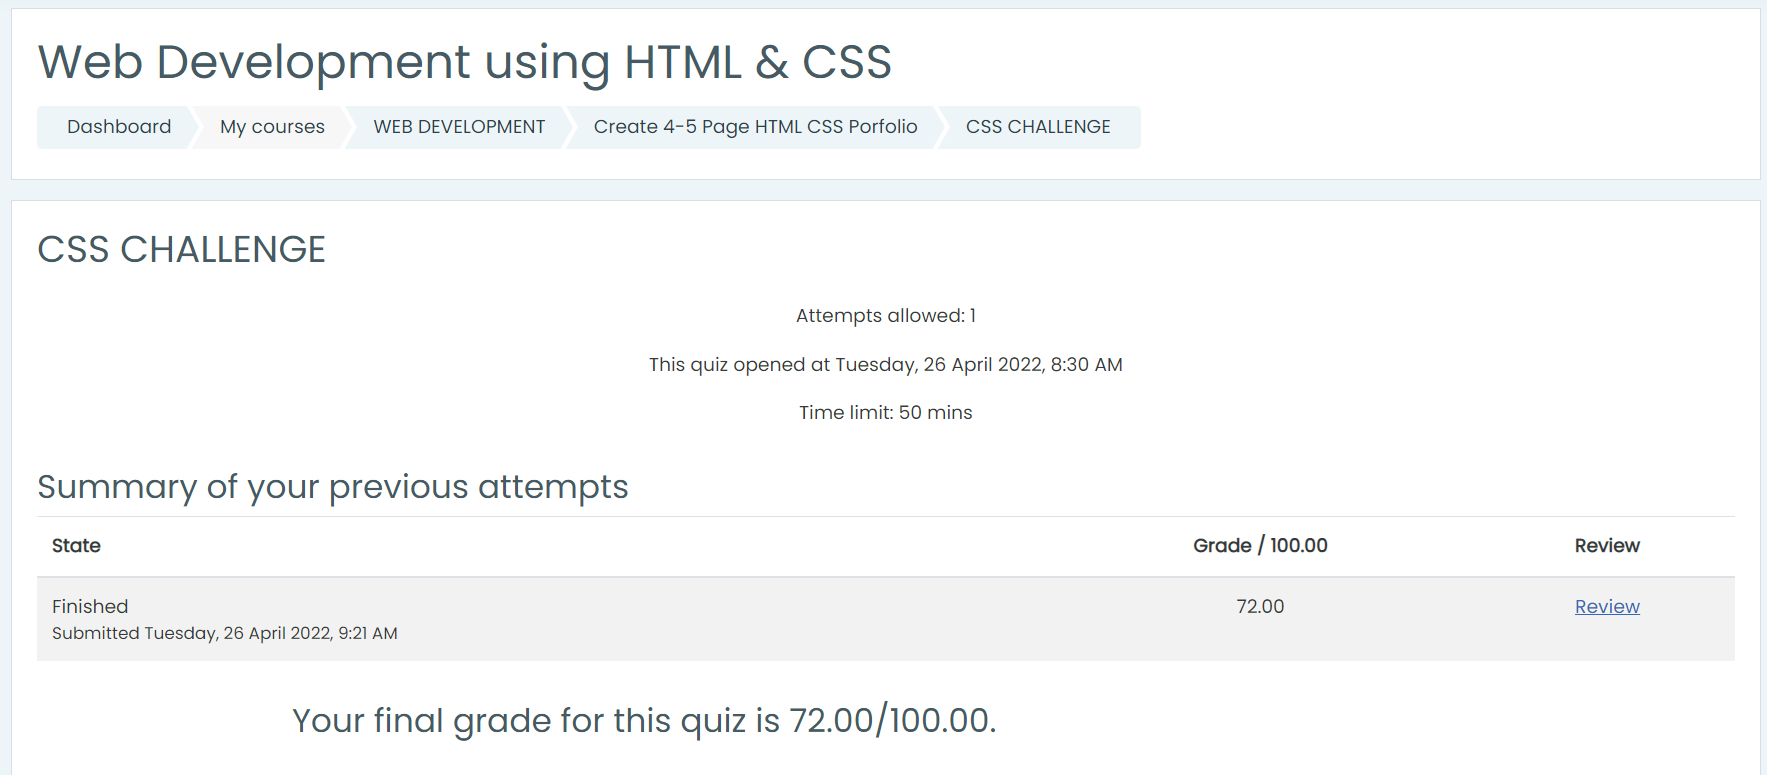 Web Development using HTML & CSS
Dashboard My courses WEB DEVELOPMENT Create 4-5 Page HTML CSS Porfolio CSS CHALLENGE
CSS CHALLENGE
Attempts allowed: 1
This quiz opened at Tuesday, 26 April 2022, 8:30 AM
Time limit: 50 mins
Summary of your previous attempts
State Grade / 100.00 Review
Finished 72.00 Review
Submitted Tuesday, 26 April 2022, 9:21 AM
Your final grade for this quiz is 72.00/100.00.